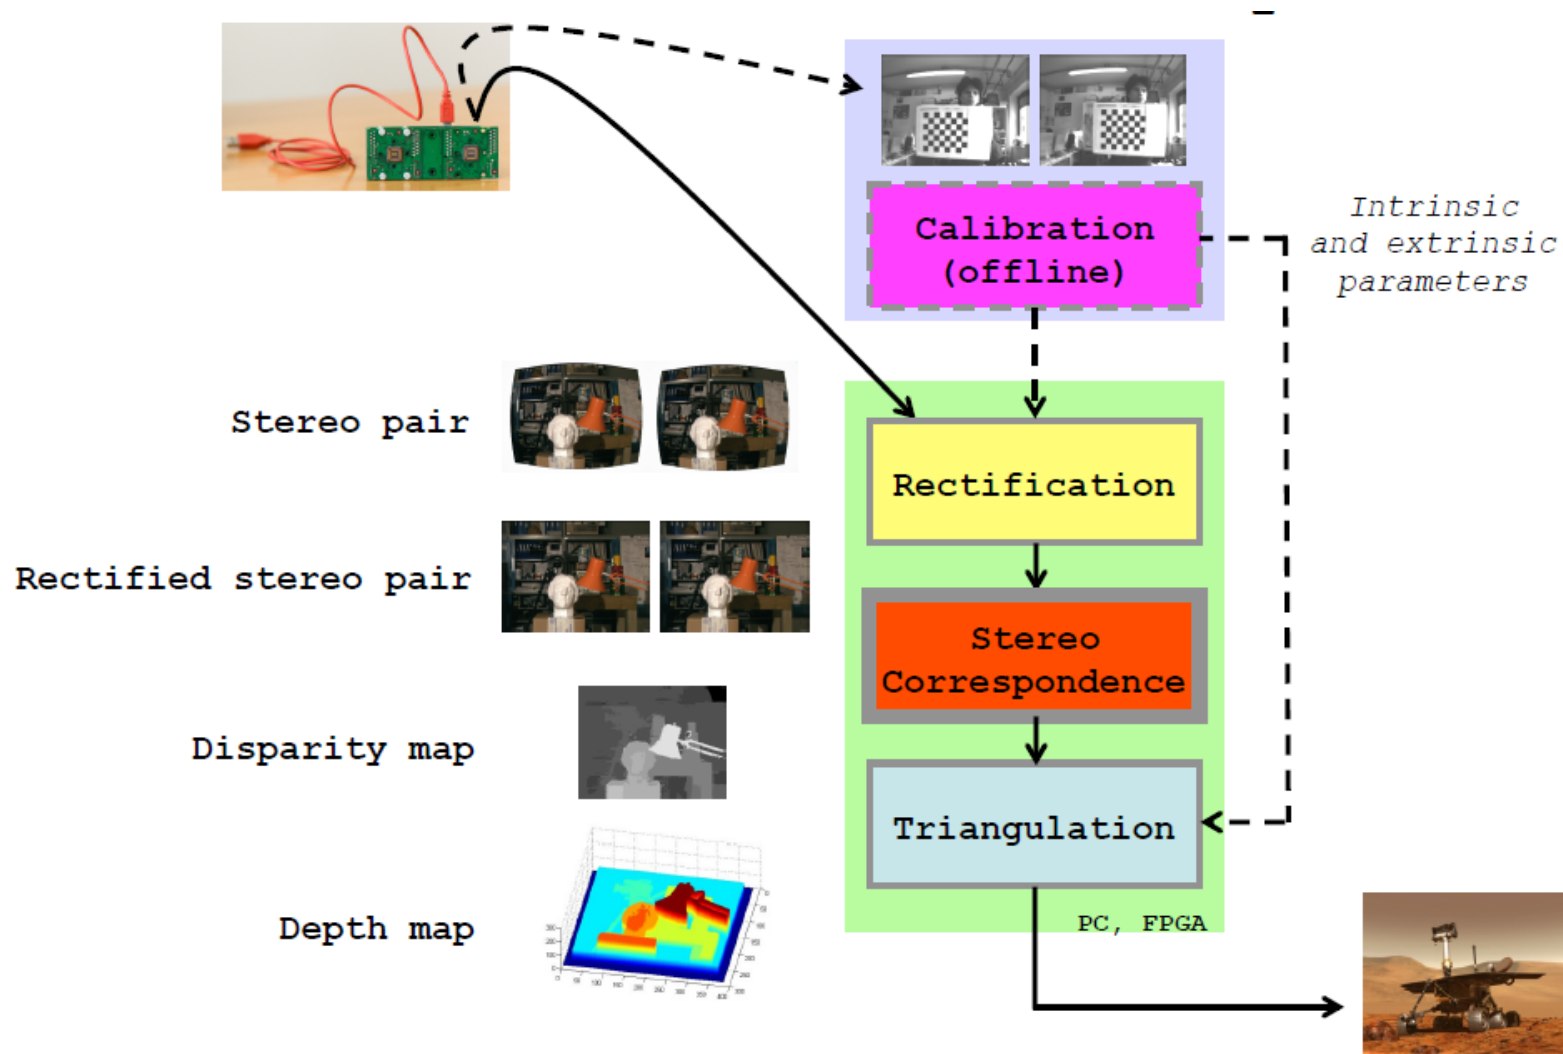 Calibration
(offline)
Intrinsic
and extrinsic
parameters
Stereo pair
Rectification
Rectified stereo pair
Stereo
Correspondence
Disparity map
Triangulation
Depth map
PC, FPGA